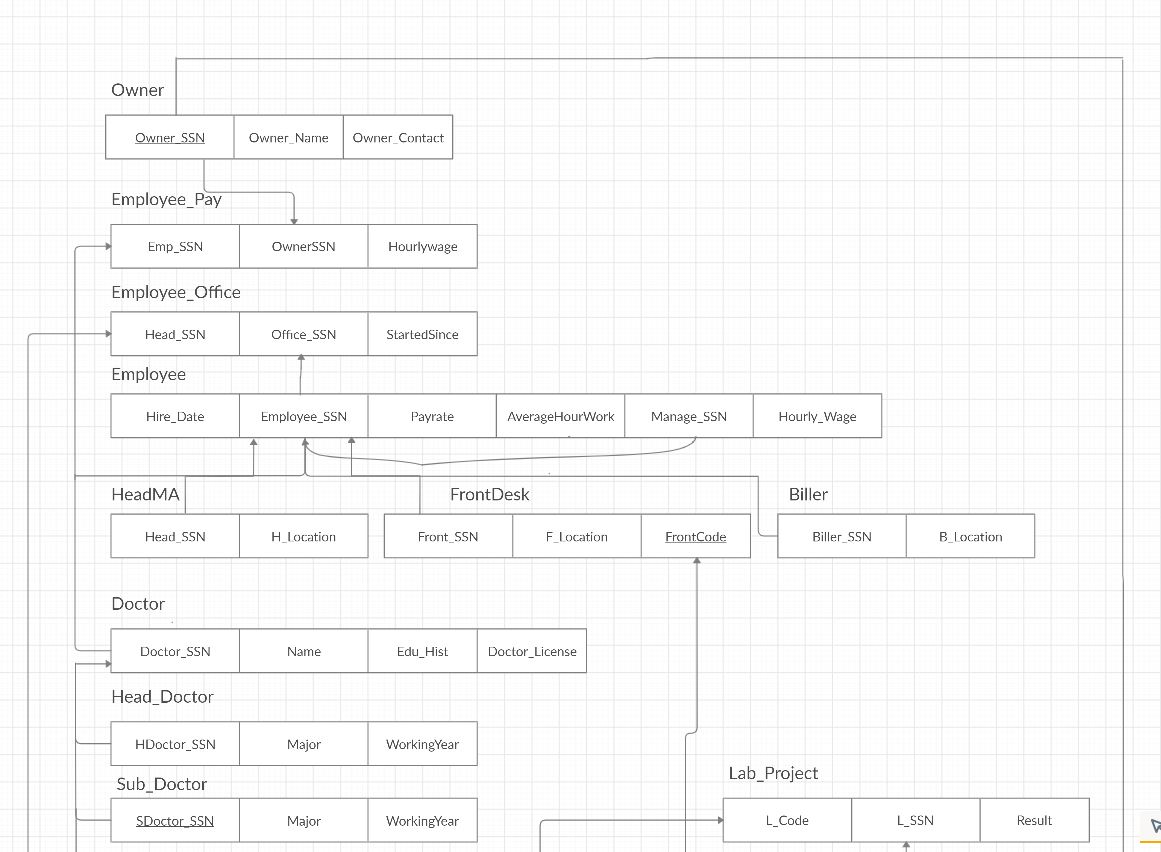 Owner
Owner_SSN Owner_Name Owner_Contact
Employee_Pay
Emp_SSN OwnerSSN Hourlywage
Employee_Office
Head_SSN Office_SSN StartedSince
Employee
Hire_Date Employee_SSN Payrate AverageHourWork Manage_SSN Hourly_Wage
HeadMA FrontDesk Biller
Head_SSN H_Location Front_SSN F_Location FrontCode Biller_SSN B_Location
Doctor
Doctor_SSN Name Edu_Hist Doctor_License
Head_Doctor
HDoctor_SSN Major WorkingYear
Lab_Project
Sub_Doctor
SDoctor_SSN Major WorkingYear L_Code L_SSN Result